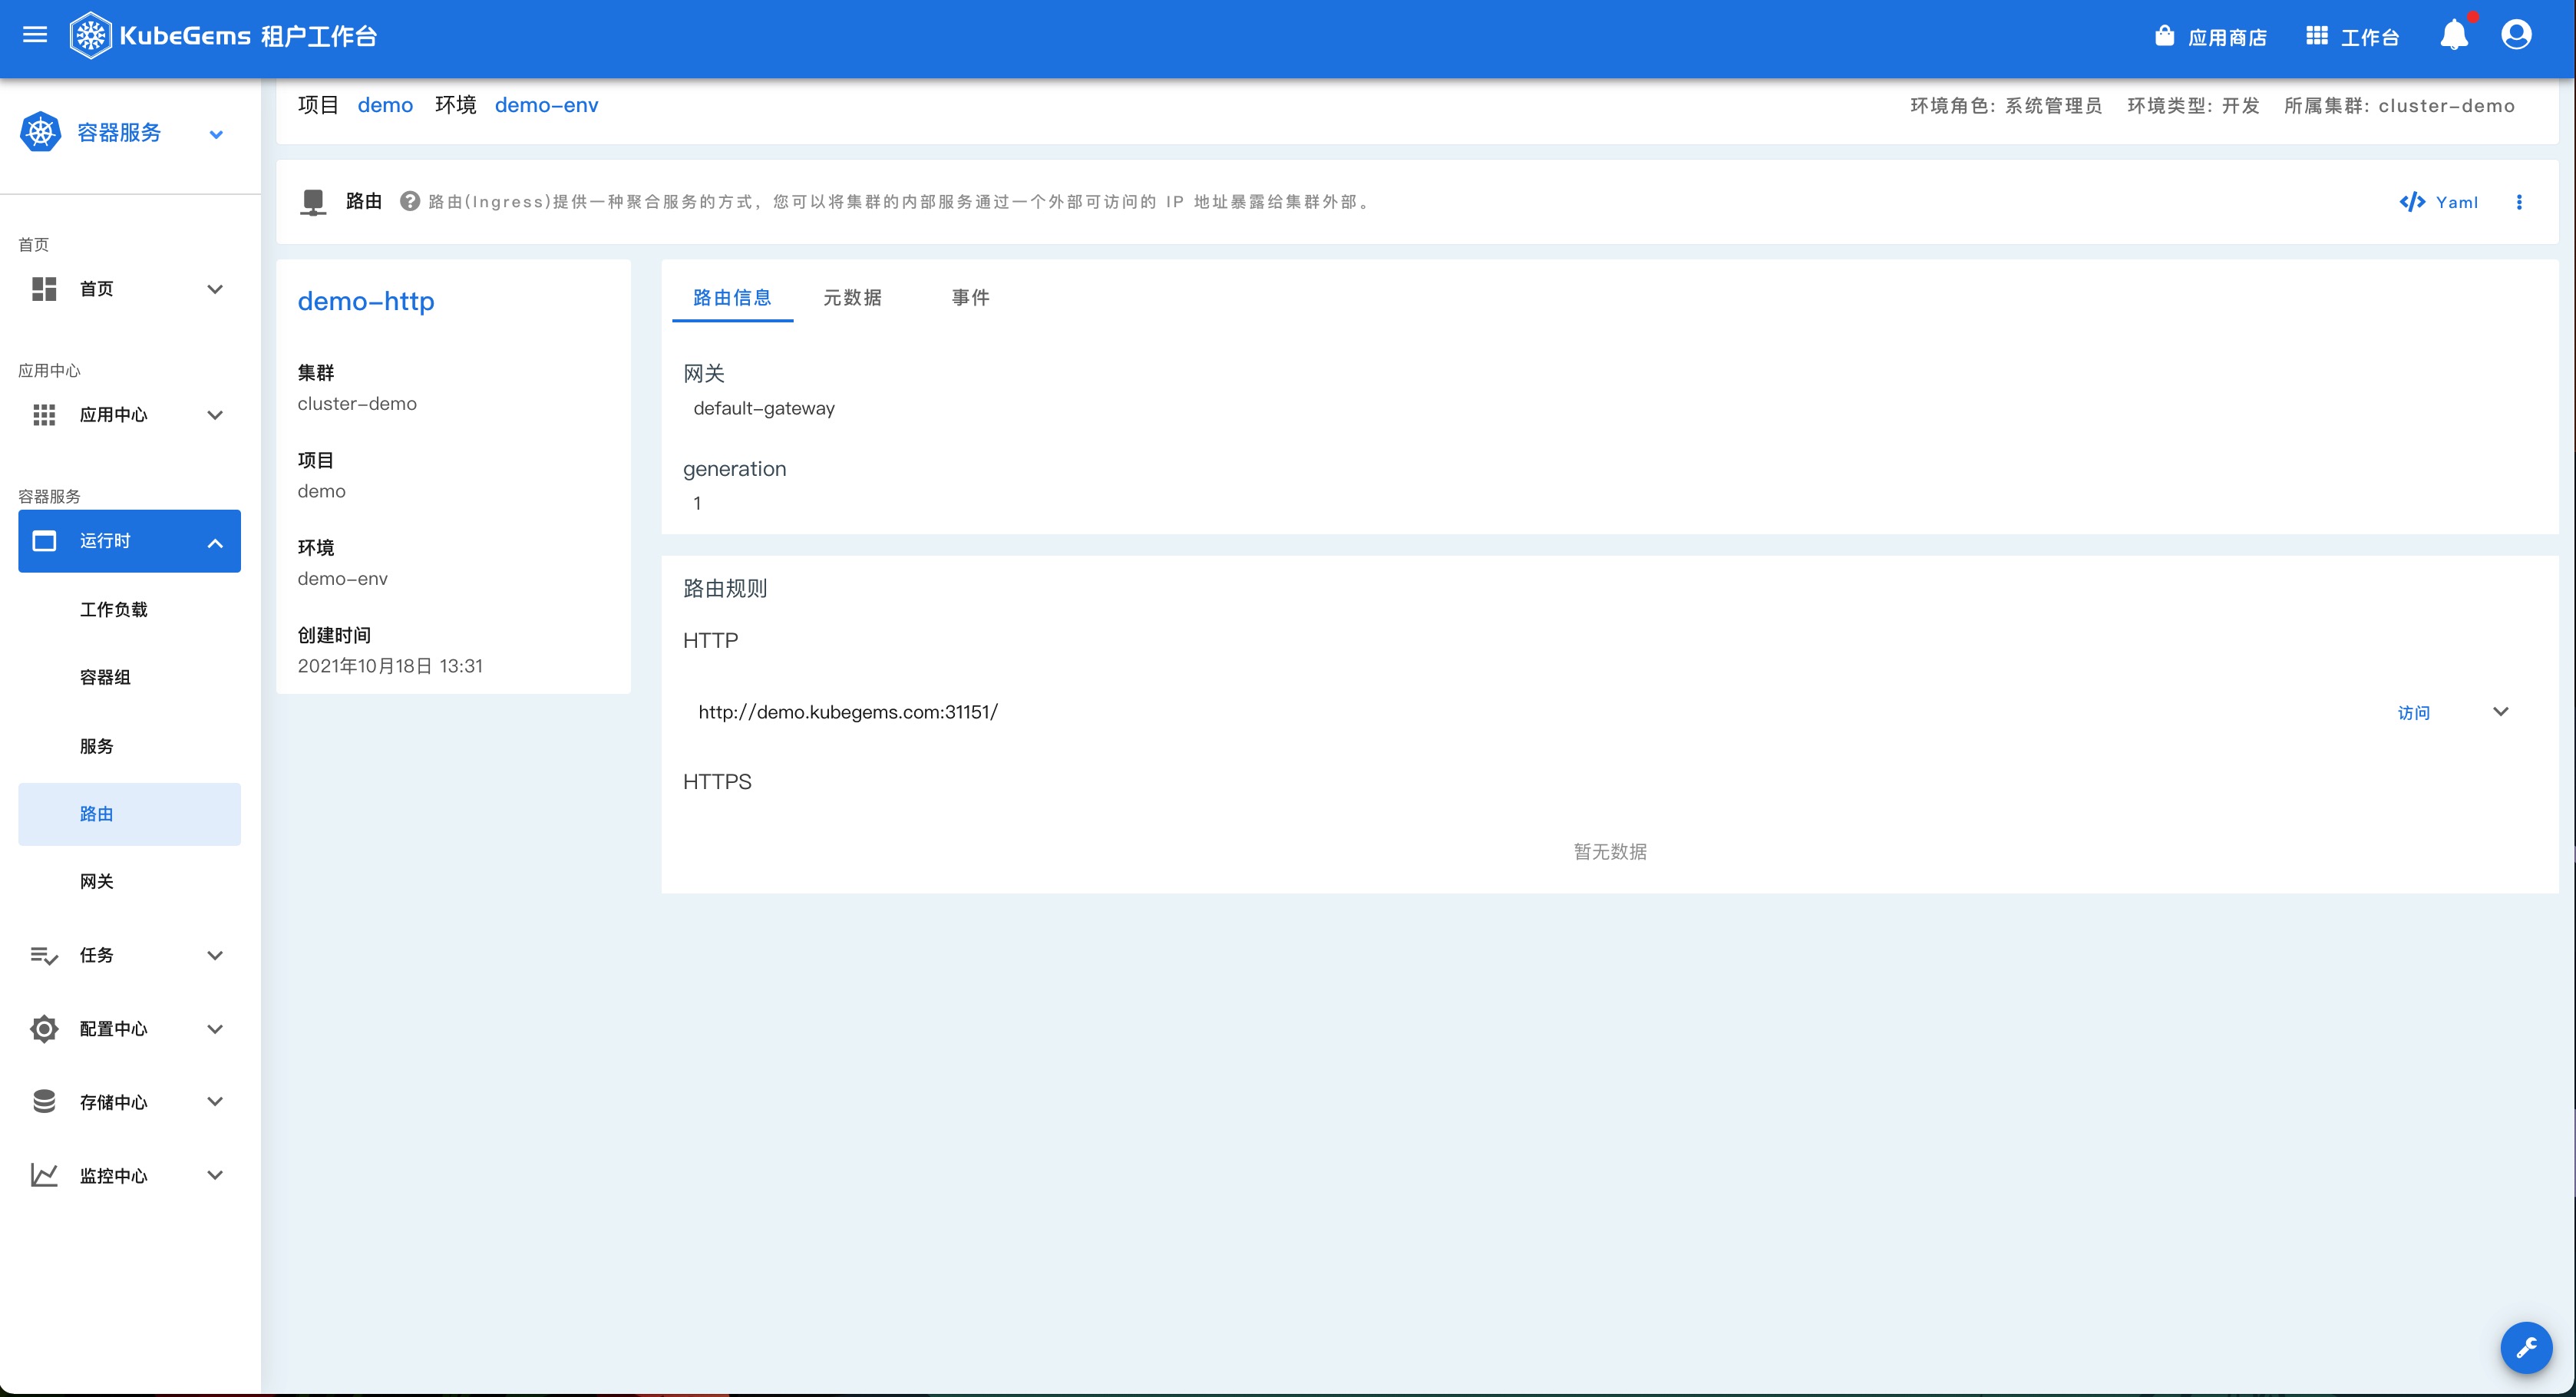 KubeGems 租户工作台
应用商店
工作台
容器服务
首页
首页
应用中心
应用中心
容器服务
运行时
工作负载
容器组
服务
路由
网关
任务
配置中心
存储中心
监控中心
项目 demo 环境 demo-env
环境角色: 系统管理员 环境类型: 开发 所属集群: cluster-demo
路由 ? 路由(Ingress)提供一种聚合服务的方式，您可以将集群的内部服务通过一个外部可访问的 IP 地址暴露给集群外部。
Yaml
demo-http
集群
cluster-demo
项目
demo
环境
demo-env
创建时间
2021年10月18日 13:31
路由信息 元数据 事件
网关
default-gateway
generation
1
路由规则
HTTP
http://demo.kubegems.com:31151/ 访问
HTTPS
暂无数据